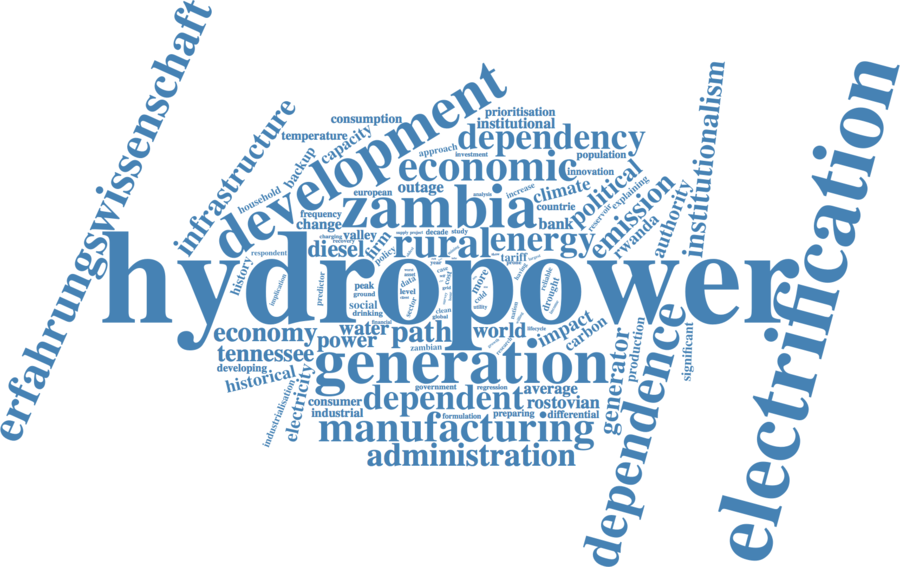 erfahrungswissenschaft
infrastructure
development
consumption
temperature
capacity
backup
household
prioritisation
institutional
dependency
approach
investment
economic
population
innovation
european
outage
analysis
increase
climate
countrie
political
reservoir
explaining
institutionalism
electrification
zambia
frequency
change
bank
emission
rwanda
authority
charging
valley
supply
project
decade
study
recovery
diesel
firm
policy
rural
energy
tariff
respondent
history
implication
hydropower
predictor
peak
ground
social
drinking
financial
data
level
sector
cost
clean
global
more
cold
utility
having
nation
reliable
drought
lifecycle
economy
power
water
path
zambian
world
impact
carbon
tennessee
developing
historical
generation
generator
production
dependence
significant
industrialisation
electricity
government
regression
average
consumer
dependent
rostovian
industrial
formulation
preparing
differential
manufacturing
administration